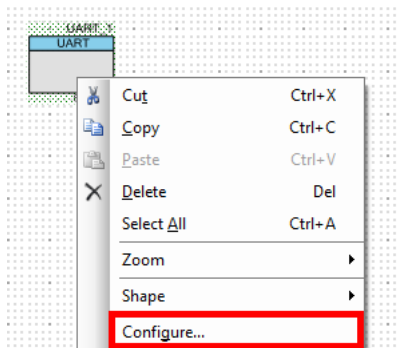 UART_1
UART
Cut Ctrl+X
Copy Ctrl+C
Paste Ctrl+V
Delete Del
Select All Ctrl+A
Zoom
Shape
Configure...